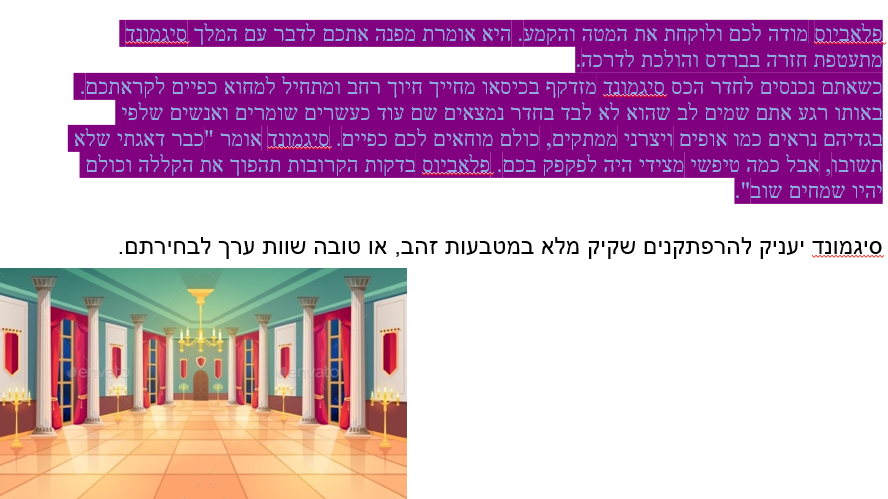 פלאביוס מודה לכם ולוקחת את המטה והקמע. היא אומרת מפנה אתכם לדבר עם המלך סיגמונד
מתעטפת חזרה בברדס והולכת לדרכה.
כשאתם נכנסים לחדר הכס סיגמונד מזדקף בכיסאו מחייך חיוך רחב ומתחיל למחוא כפיים לקראתכם.
באותו רגע אתם שמים לב שהוא לא לבד בחדר נמצאים שם עוד כעשרים שומרים ואנשים שלפי
בגדיהם נראים כמו אופים ויצרני ממתקים, כולם מוחאים לכם כפיים. סיגמונד אומר "כבר דאגתי שלא
תשובו, אבל כמה טיפשי מצידי היה לפקפק בכם. פלאביוס בדקות הקרובות תהפוך את הקללה וכולם
יהיו שמחים שוב".
סיגמונד יעניק להרפתקנים שקיק מלא במטבעות זהב, או טובה שוות ערך לבחירתם.
envato
envato